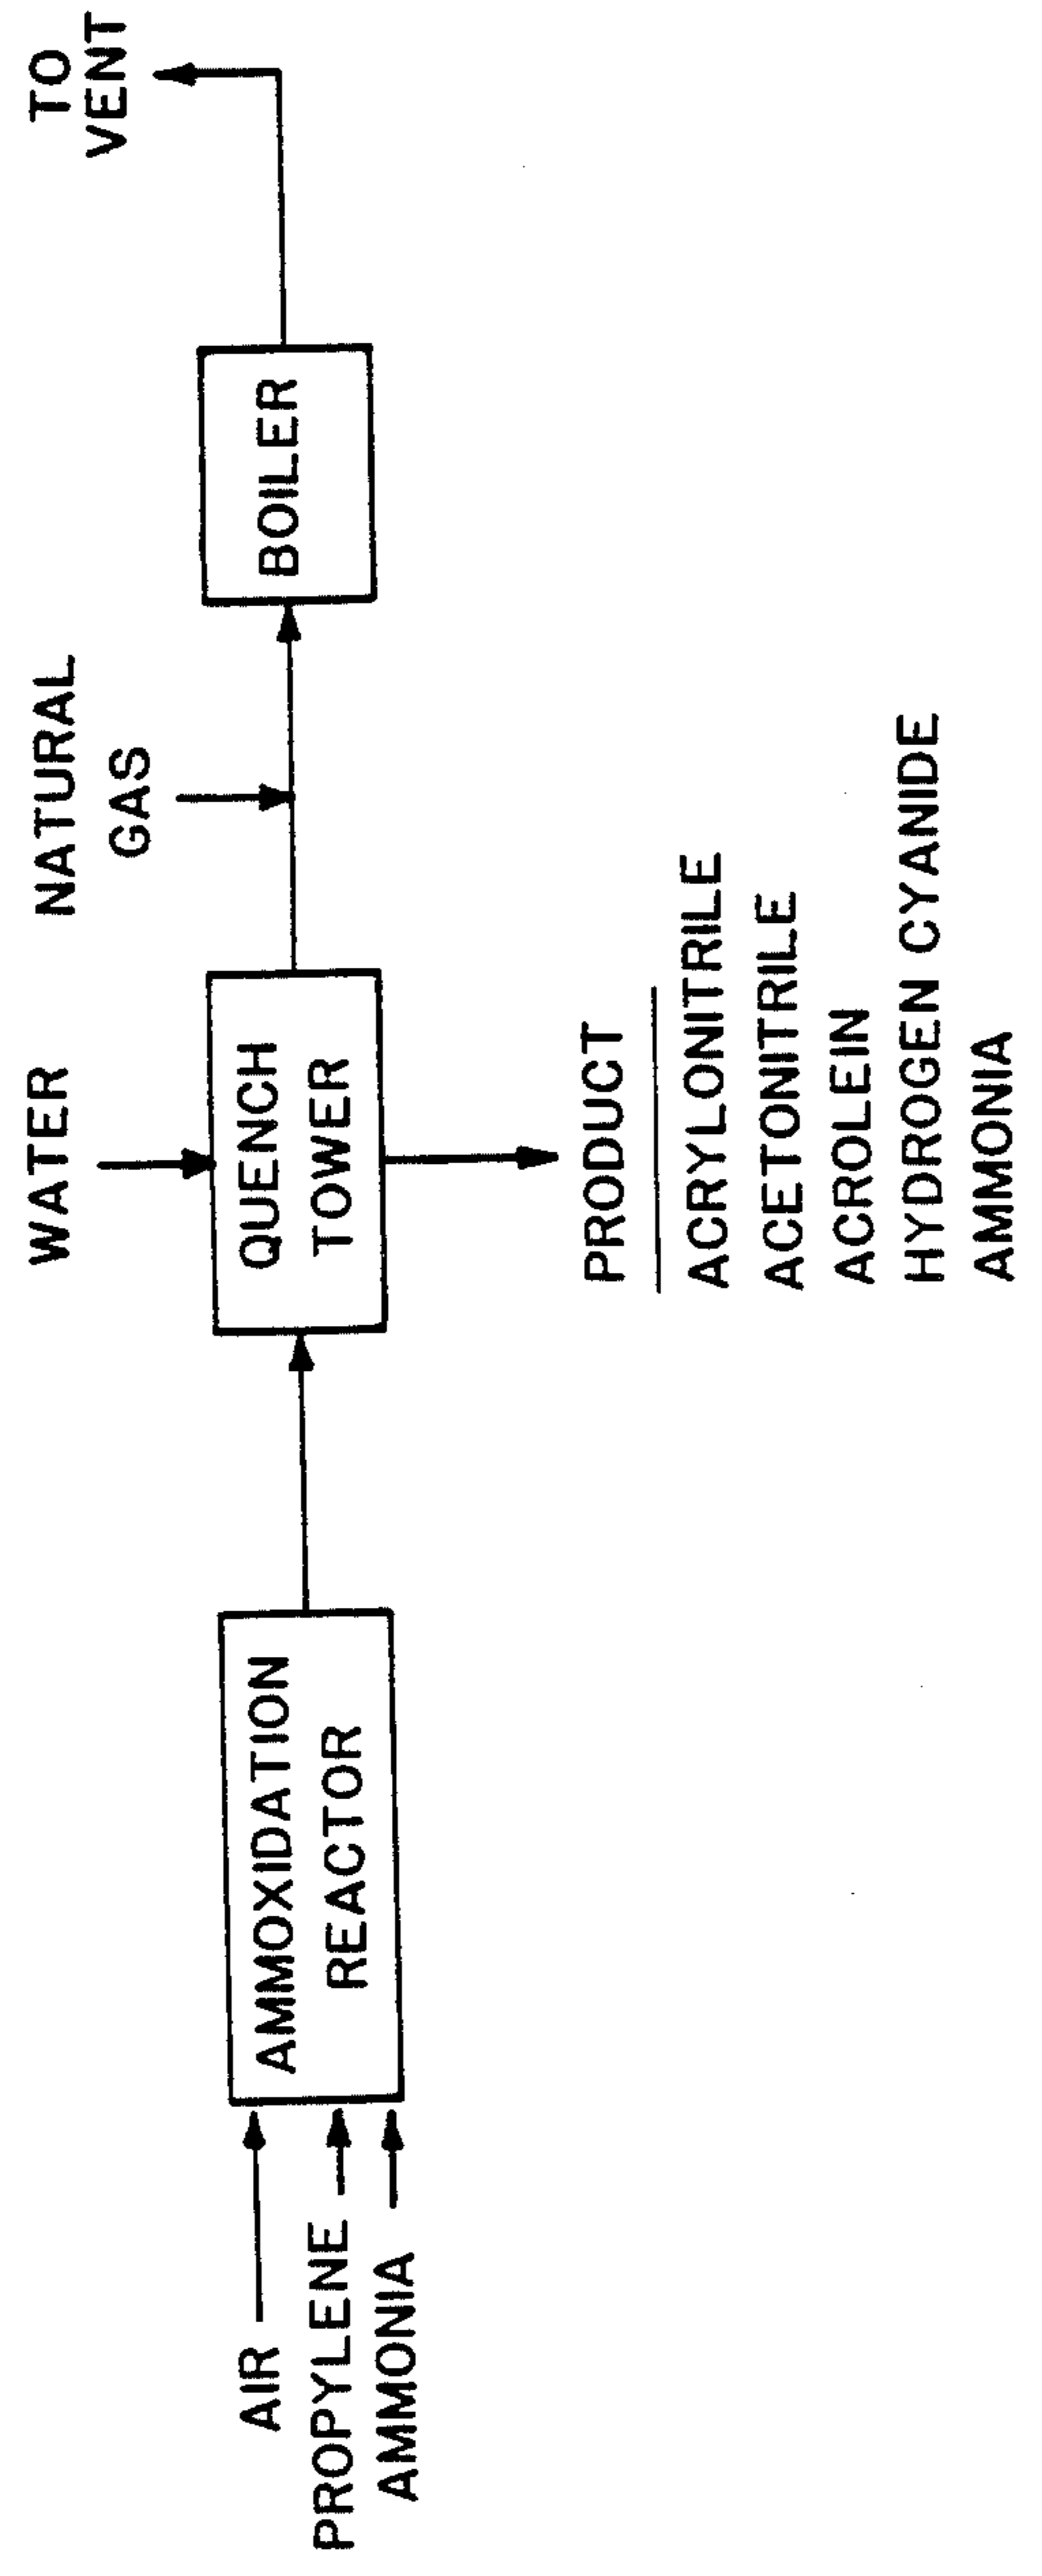 AIR
PROPYLENE
AMMONIA
AMMOXIDATION
REACTOR
WATER
QUENCH
TOWER
PRODUCT
ACRYLONITRILE
ACETONITRILE
ACROLEIN
HYDROGEN CYANIDE
AMMONIA
NATURAL
GAS
BOILER
TO
VENT